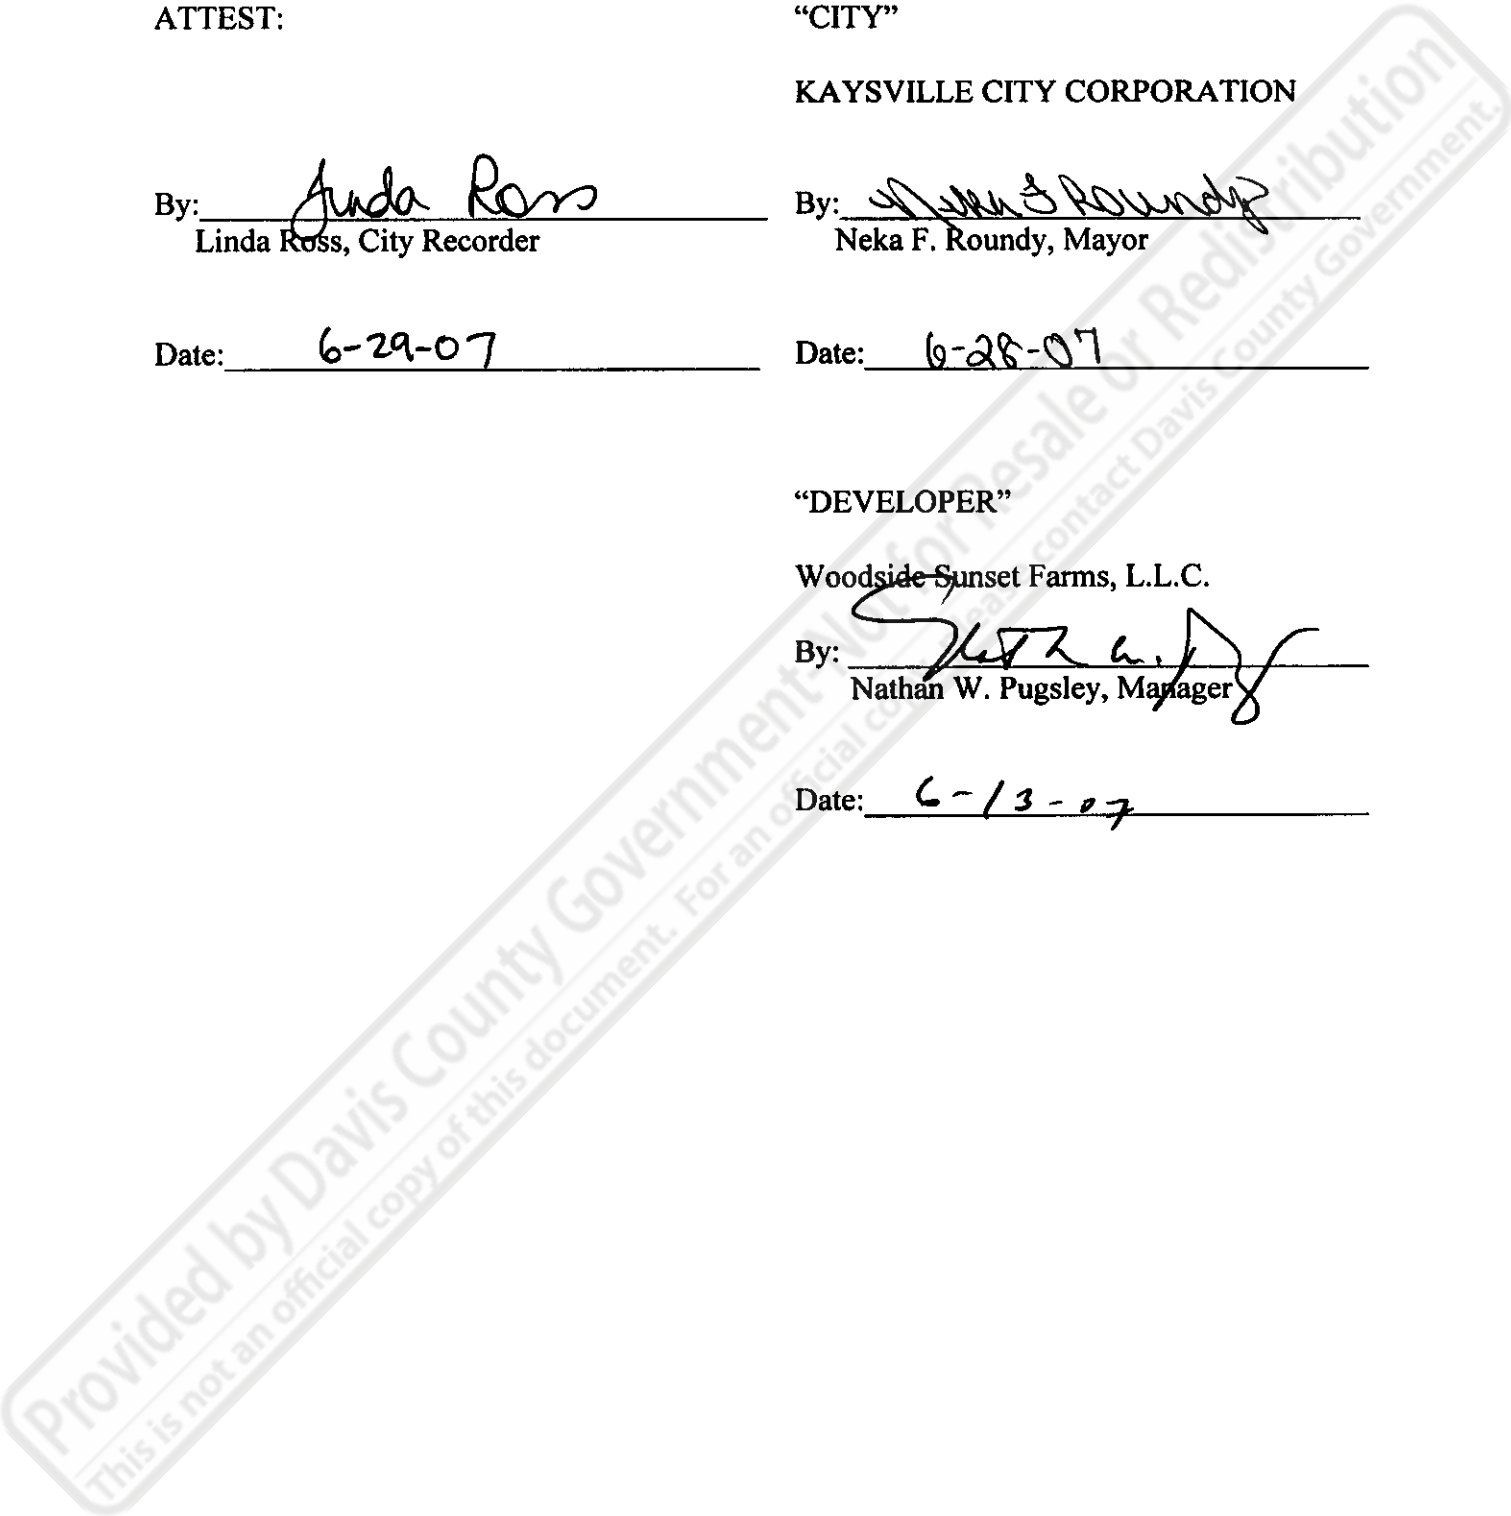 ATTEST:
“CITY”
KAYSVILLE CITY CORPORATION
By: Linda Ross
Linda Ross, City Recorder
By: Neka F Roundy
Neka F. Roundy, Mayor
Date: 6-29-07
Date: 6-28-07
“DEVELOPER”
Woodside Sunset Farms, L.L.C.
By:
Nathan W. Pugsley, Manager
Date: 6-13-07
Provided by Davis County Government-Not for Resale or Redistribution
This is not an official copy of this document. For an official copy please contact Davis County Government.